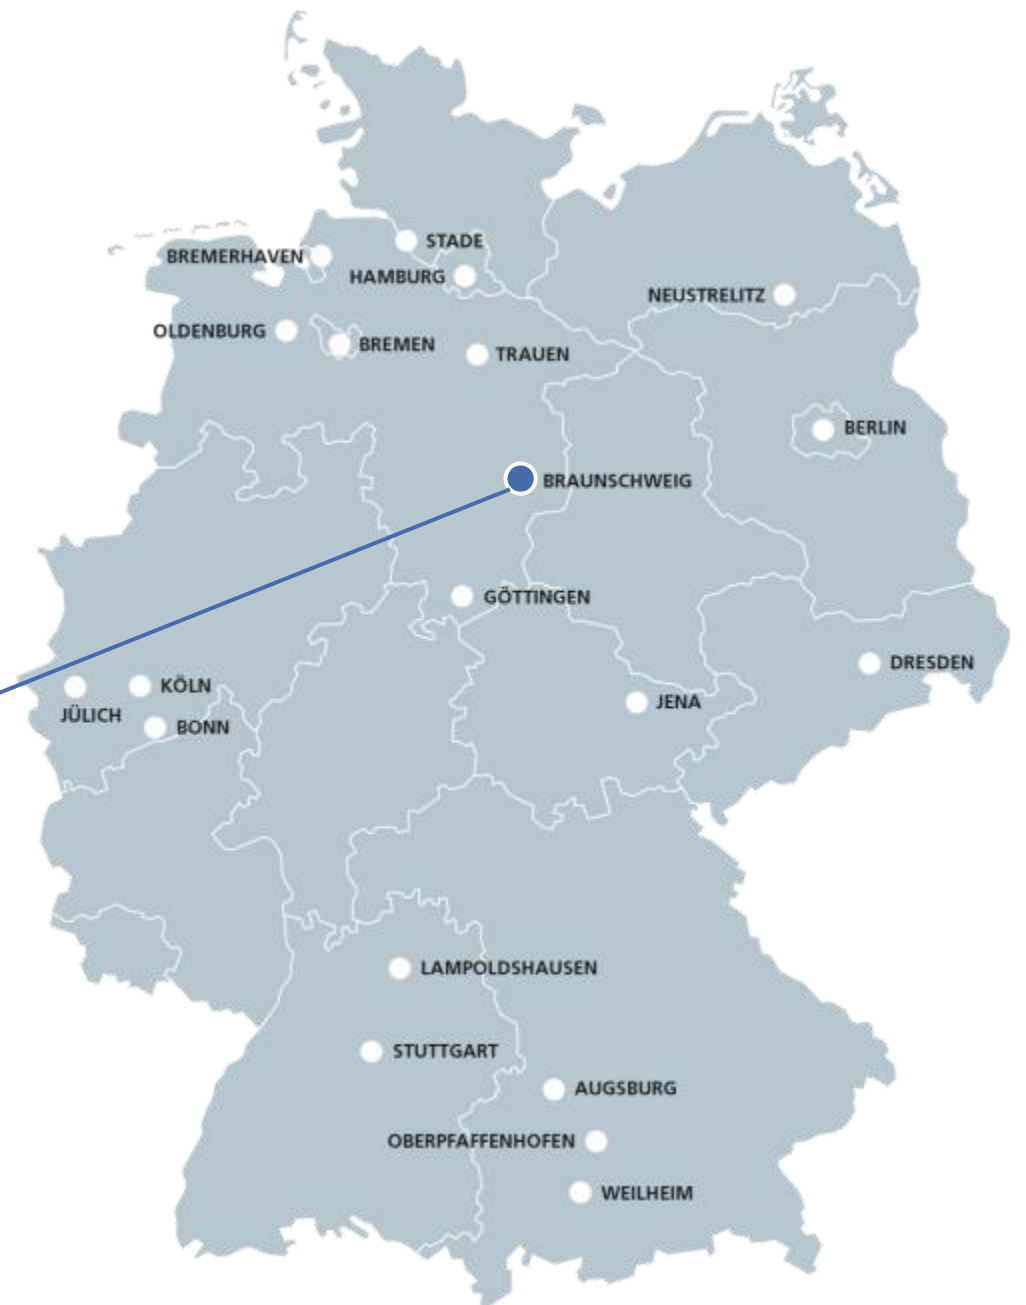 STADE
BREMERHAVEN
HAMBURG
NEUSTRELITZ
OLDENBURG
BREMEN
TRAUEN
BERLIN
BRAUNSCHWEIG
GÖTTINGEN
DRESDEN
KÖLN
JENA
JÜLICH
BONN
LAMPOLDSHAUSEN
STUTTGART
AUGSBURG
OBERPFAFFENHOFEN
WEILHEIM